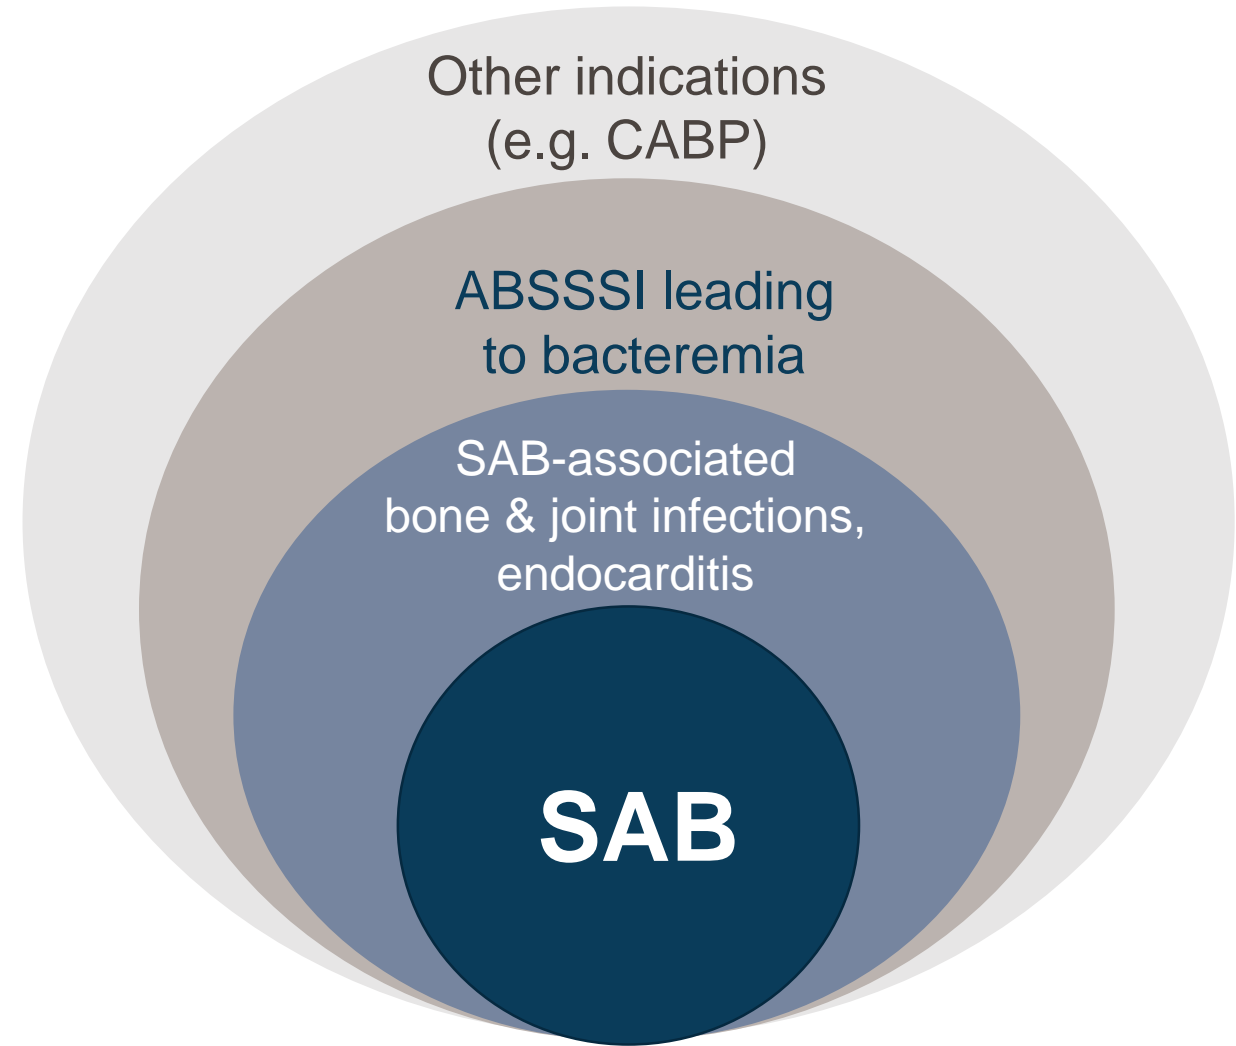 Other indications
(e.g. CABP)
ABSSSI leading
to bacteremia
SAB-associated
bone & joint infections,
endocarditis
SAB